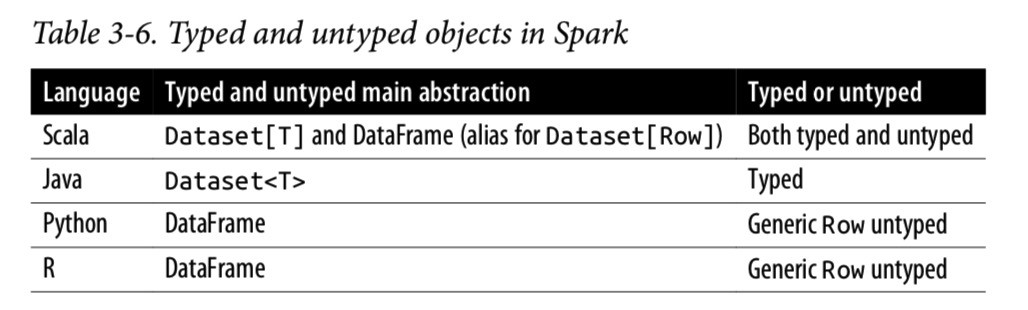 Table 3-6. Typed and untyped objects in Spark
Language Typed and untyped main abstraction Typed or untyped
Scala Dataset[T] and DataFrame (alias for Dataset[Row]) Both typed and untyped
Java Dataset<T> Typed
Python DataFrame Generic Row untyped
R DataFrame Generic Row untyped